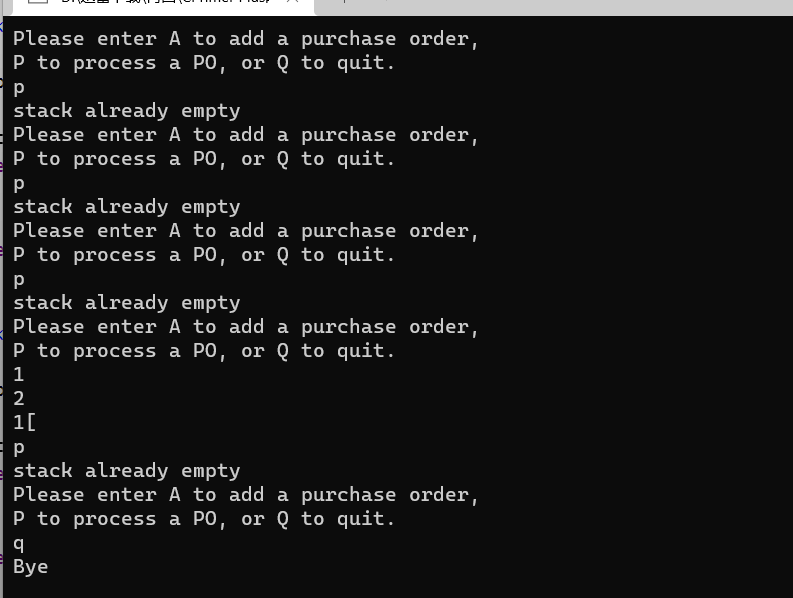 Please enter A to add a purchase order,
P to process a PO, or Q to quit.
p
stack already empty
Please enter A to add a purchase order,
P to process a PO, or Q to quit.
p
stack already empty
Please enter A to add a purchase order,
P to process a PO, or Q to quit.
p
stack already empty
Please enter A to add a purchase order,
P to process a PO, or Q to quit.
1
2
1[
p
stack already empty
Please enter A to add a purchase order,
P to process a PO, or Q to quit.
q
Bye